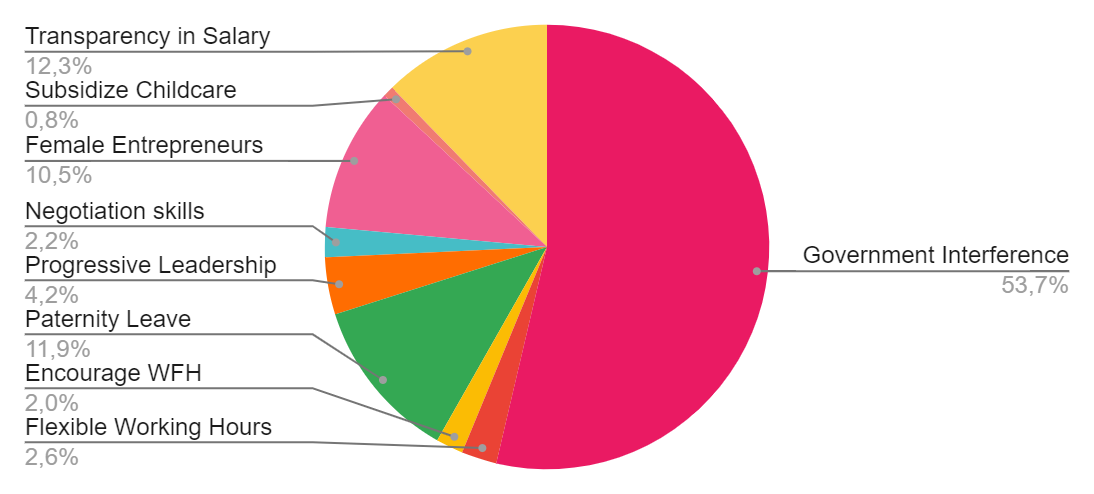 Transparency in Salary
12,3%
Subsidize Childcare
0,8%
Female Entrepreneurs
10,5%
Negotiation skills
2,2%
Progressive Leadership
4,2%
Paternity Leave
11,9%
Encourage WFH
2,0%
Flexible Working Hours
2,6%
Government Interference
53,7%